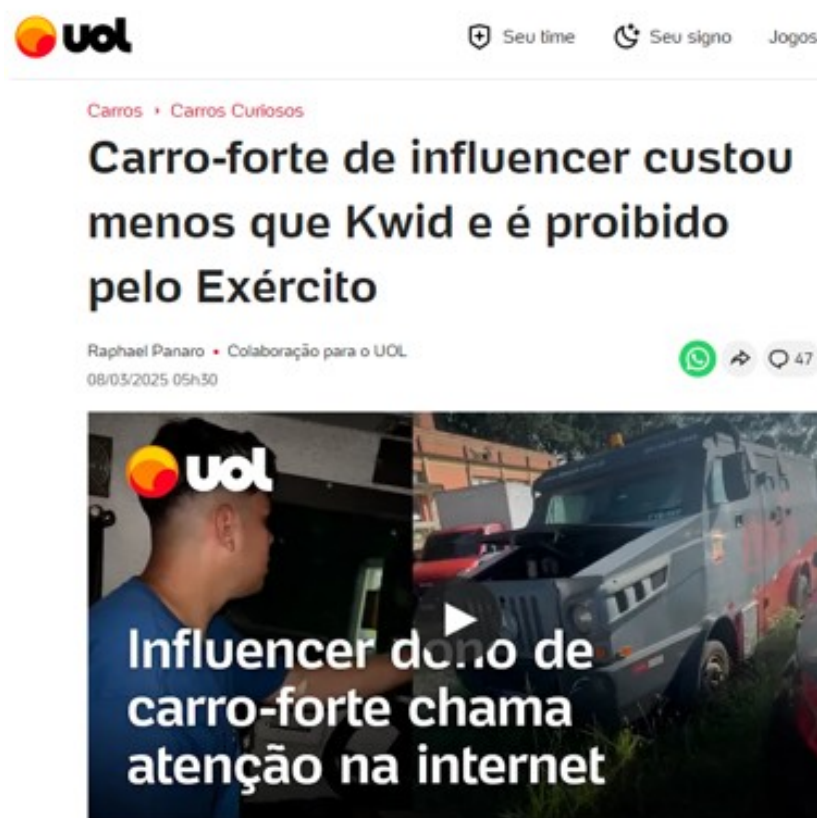 uol
Seu time
Seu signo
Jogos
Carros › Carros Curiosos
Carro-forte de influencer custou
menos que Kwid e é proibido
pelo Exército
Raphael Panaro • Colaboração para o UOL
08/03/2025 05h30
47
uol
Influencer dono de
carro-forte chama
atenção na internet